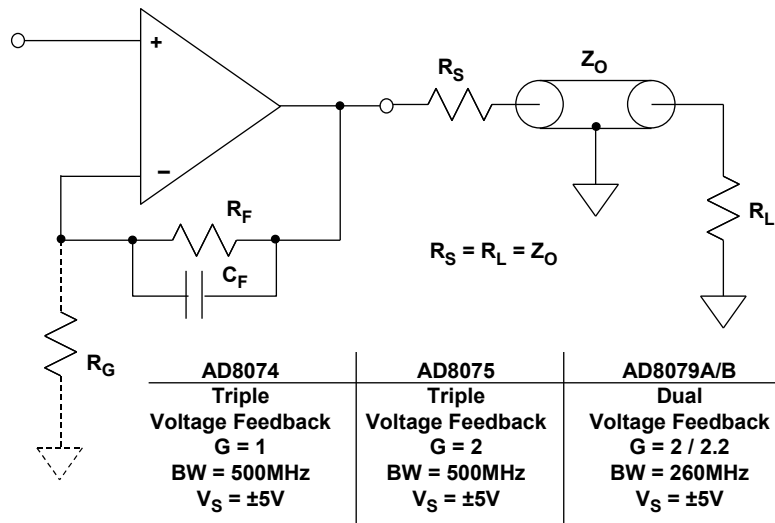 +
−
R_S
Z_O
R_F
C_F
R_L
R_S = R_L = Z_O
R_G
AD8074 AD8075 AD8079A/B
Triple Triple Dual
Voltage Feedback Voltage Feedback Voltage Feedback
G = 1 G = 2 G = 2 / 2.2
BW = 500MHz BW = 500MHz BW = 260MHz
V_S = ±5V V_S = ±5V V_S = ±5V